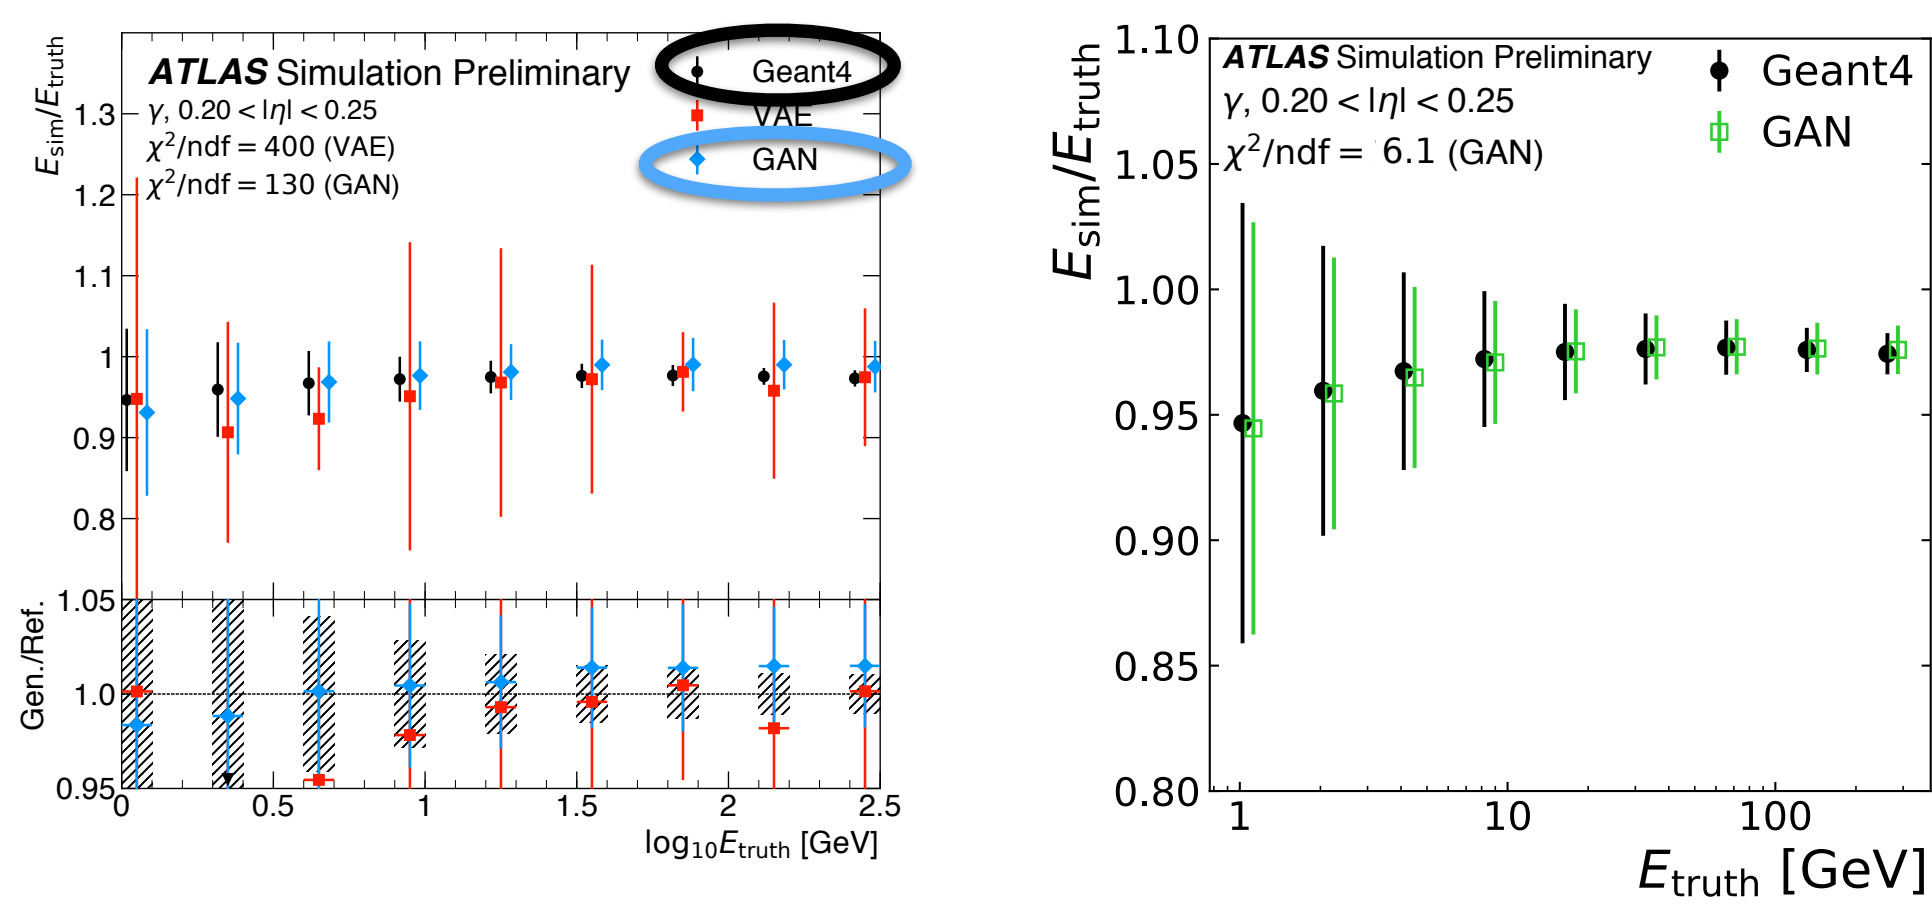 ATLAS Simulation Preliminary
γ, 0.20 < |η| < 0.25
χ²/ndf = 400 (VAE)
χ²/ndf = 130 (GAN)
Geant4
VAE
GAN
E_sim/E_truth
1.3
1.2
1.1
1
0.9
0.8
Gen./Ref.
1.05
1.0
0.95
0 0.5 1 1.5 2 2.5
log₁₀E_truth [GeV]
ATLAS Simulation Preliminary
γ, 0.20 < |η| < 0.25
χ²/ndf = 6.1 (GAN)
Geant4
GAN
E_sim/E_truth
1.10
1.05
1.00
0.95
0.90
0.85
0.80
1 10 100
E_truth [GeV]